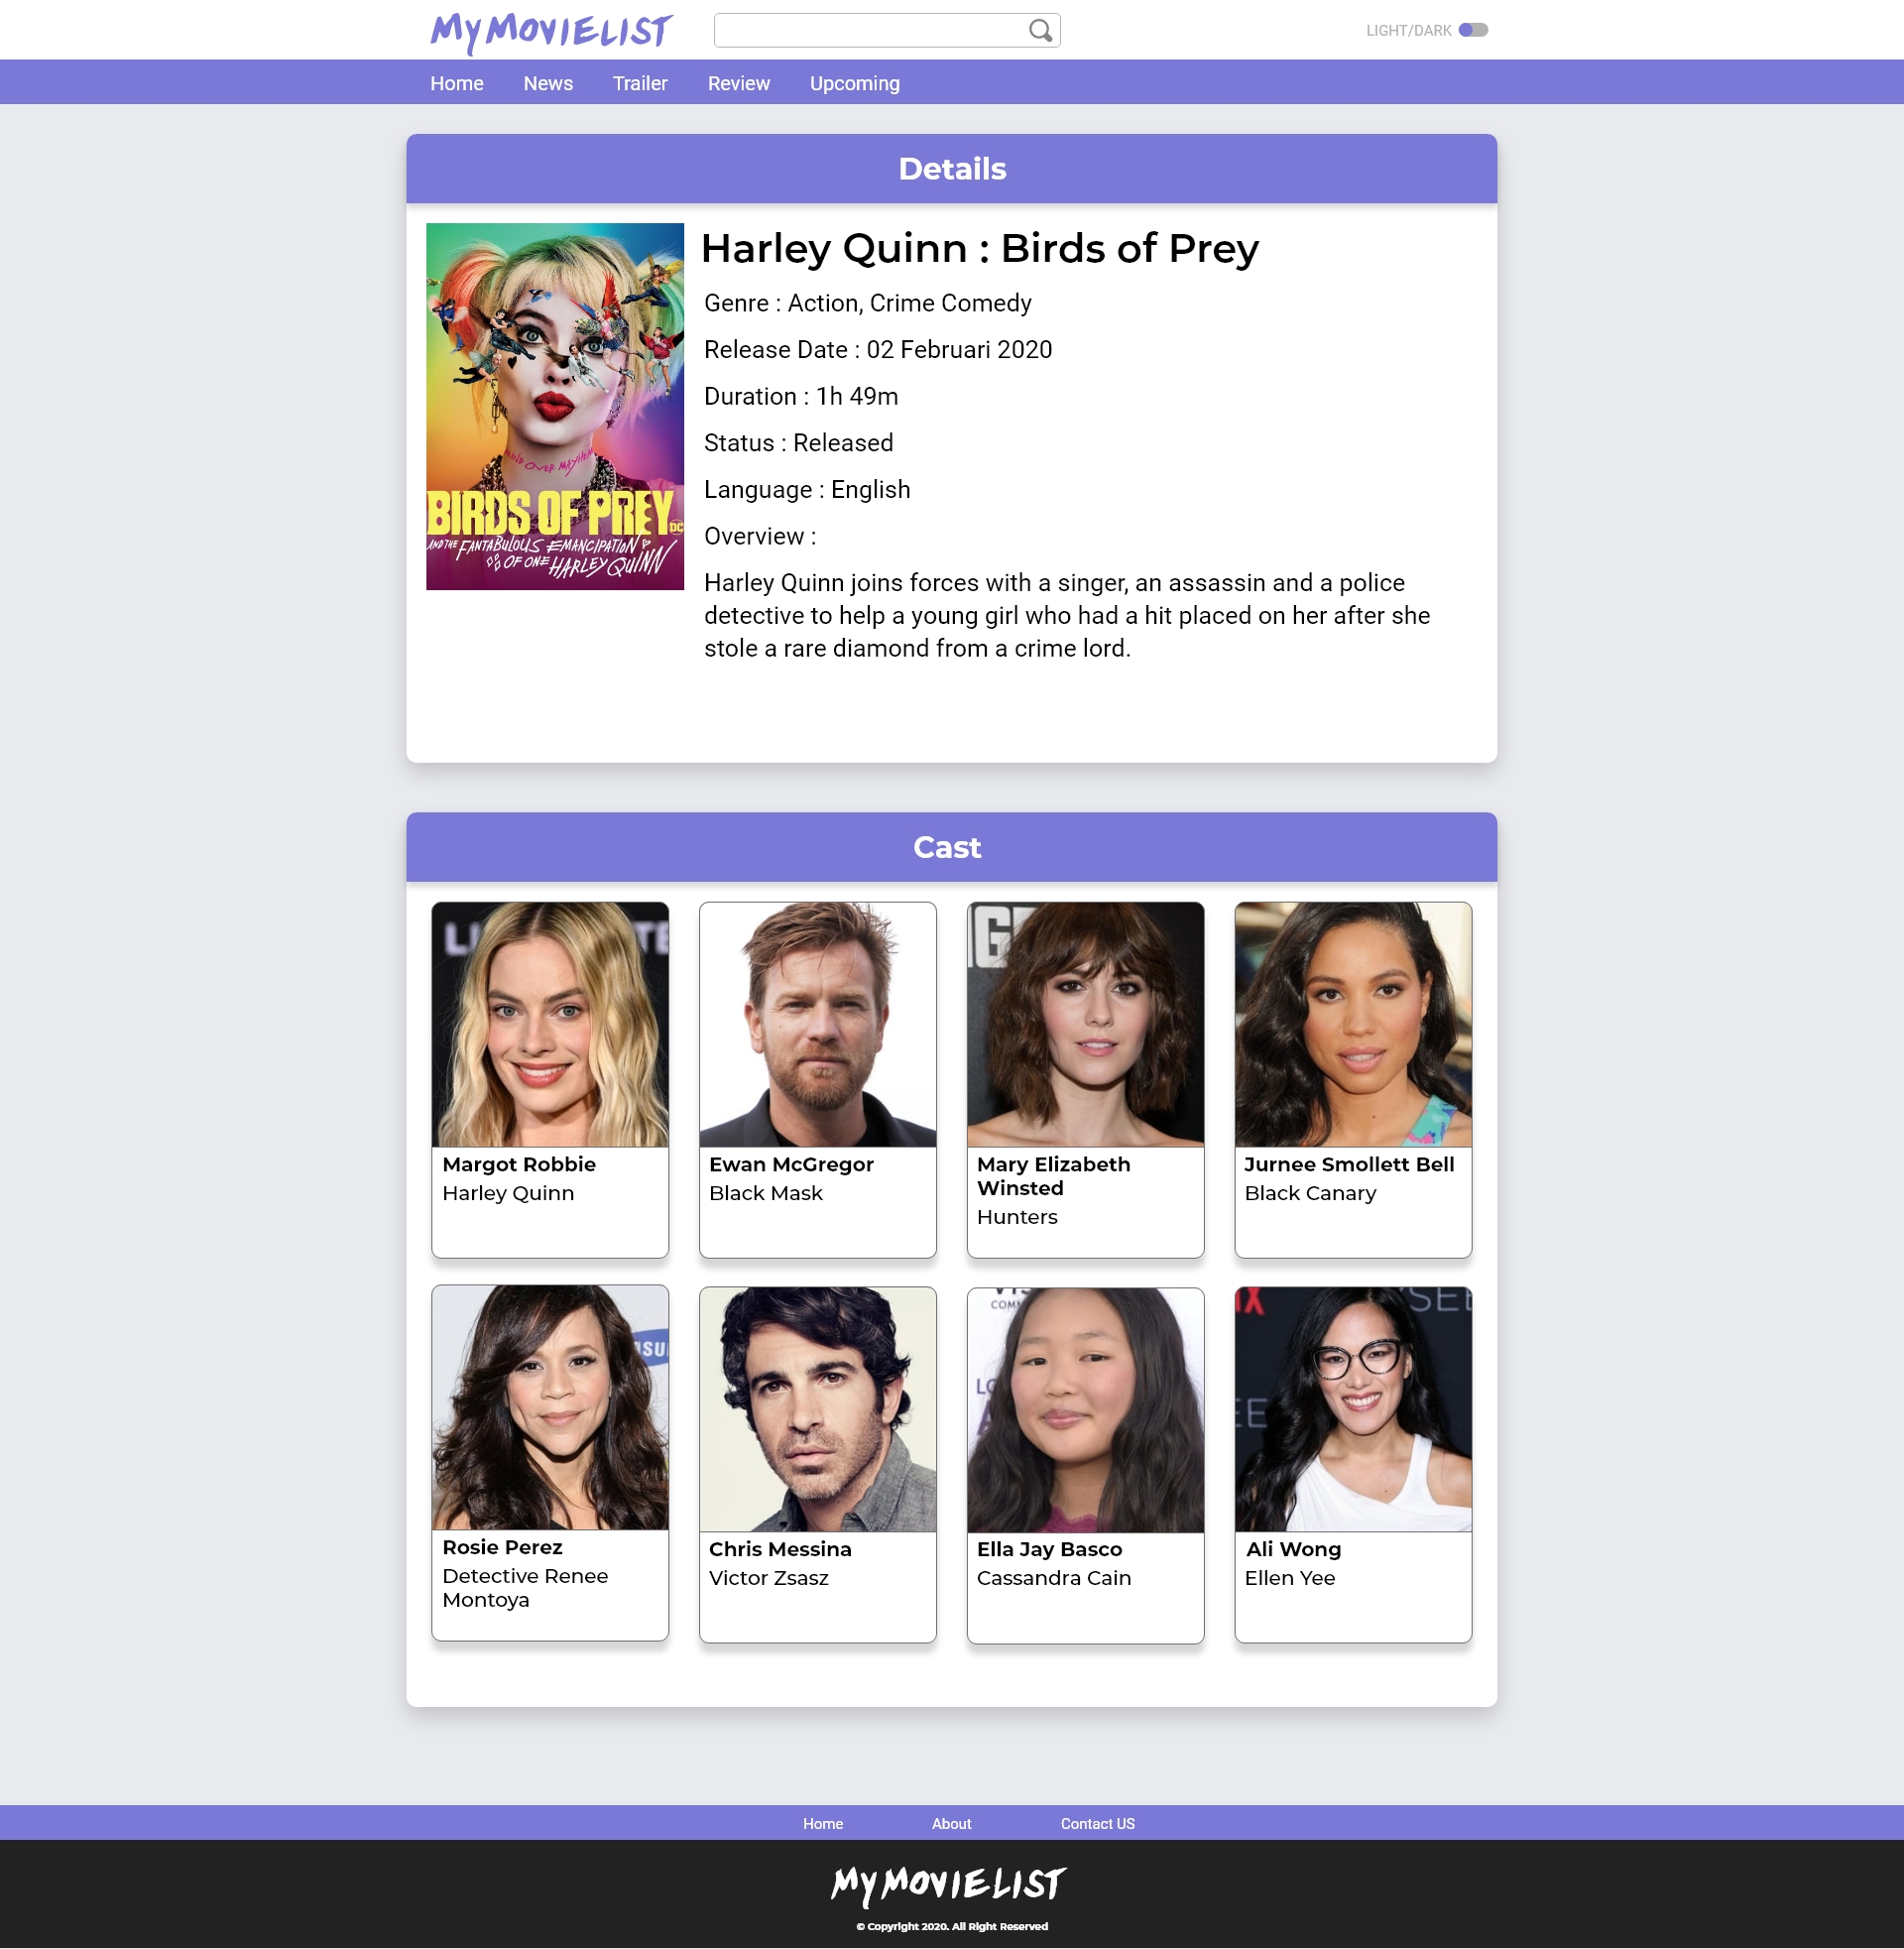 MyMOVIELIST
LIGHT/DARK
Home News Trailer Review Upcoming
Details
Harley Quinn : Birds of Prey
Genre : Action, Crime Comedy
Release Date : 02 Februari 2020
Duration : 1h 49m
Status : Released
Language : English
Overview :
Harley Quinn joins forces with a singer, an assassin and a police
detective to help a young girl who had a hit placed on her after she
stole a rare diamond from a crime lord.
MIND OVER MAYHEM
BIRDS OF PREY
DC
AND THE FANTABULOUS EMANCIPATION
OF ONE HARLEY QUINN
Cast
Margot Robbie
Harley Quinn
Ewan McGregor
Black Mask
Mary Elizabeth
Winsted
Hunters
Jurnee Smollett Bell
Black Canary
Rosie Perez
Detective Renee
Montoya
Chris Messina
Victor Zsasz
Ella Jay Basco
Cassandra Cain
Ali Wong
Ellen Yee
Home About Contact US
MyMOVIELIST
© Copyright 2020. All Right Reserved